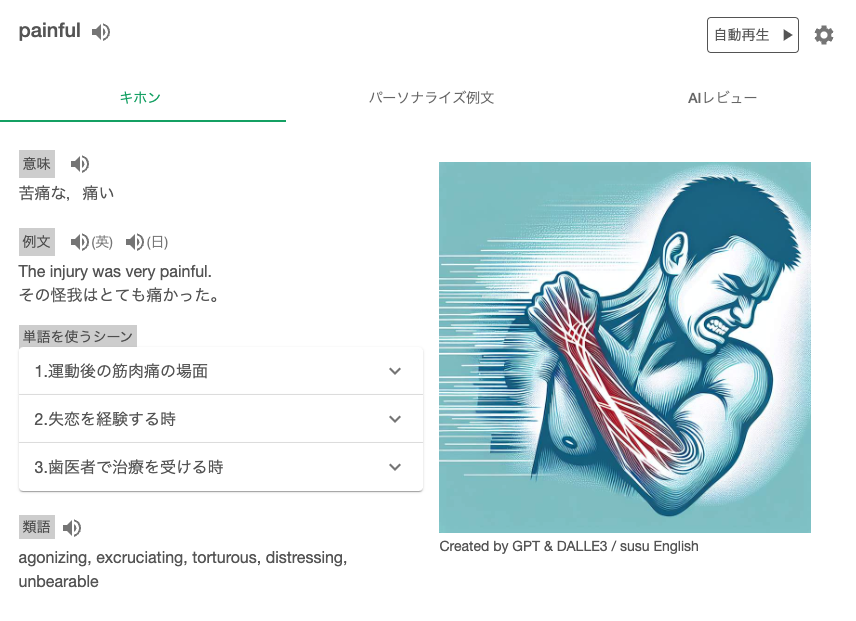 painful
自動再生
キホン
パーソナライズ例文
AIレビュー
意味
苦痛な，痛い
例文 (英) (日)
The injury was very painful.
その怪我はとても痛かった。
単語を使うシーン
1.運動後の筋肉痛の場面
2.失恋を経験する時
3.歯医者で治療を受ける時
類語
agonizing, excruciating, torturous, distressing,
unbearable
Created by GPT & DALLE3 / susu English